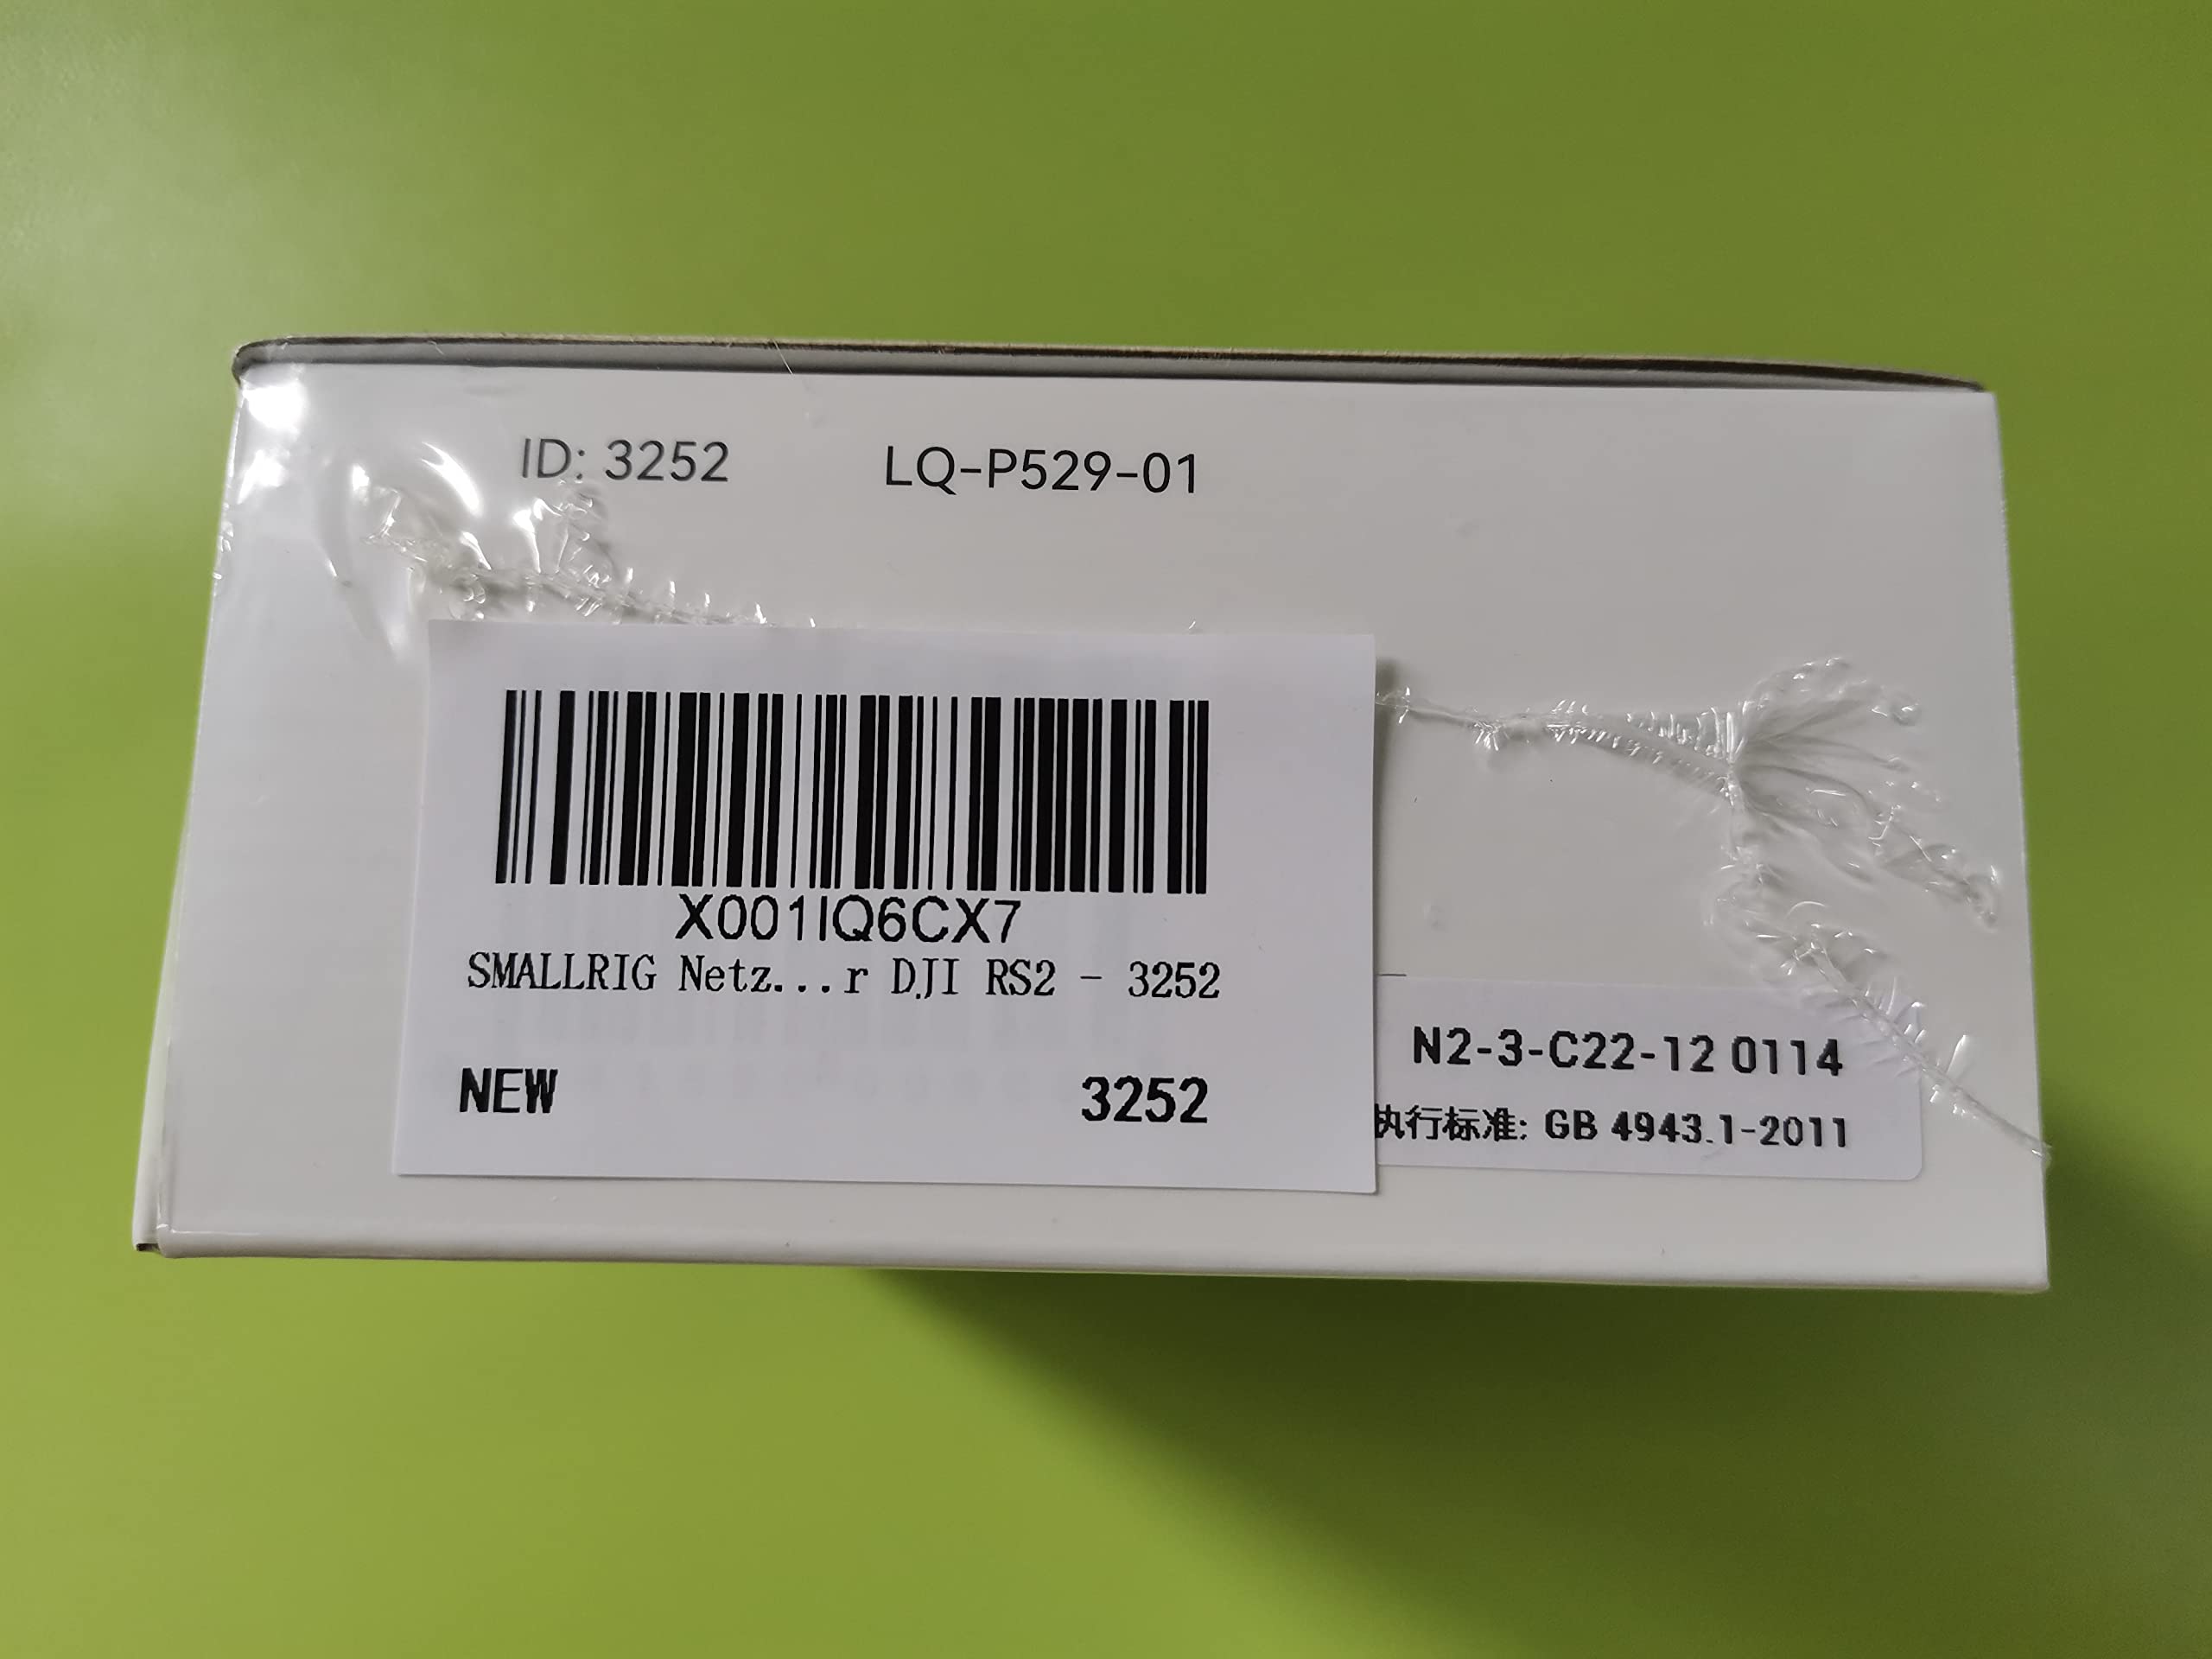 ID: 3252 LQ-P529-01
X001IQ6CX7
SMALLRIG Netz...r DJI RS2 - 3252
NEW 3252
N2-3-C22-12 0114
执行标准: GB 4943.1-2011